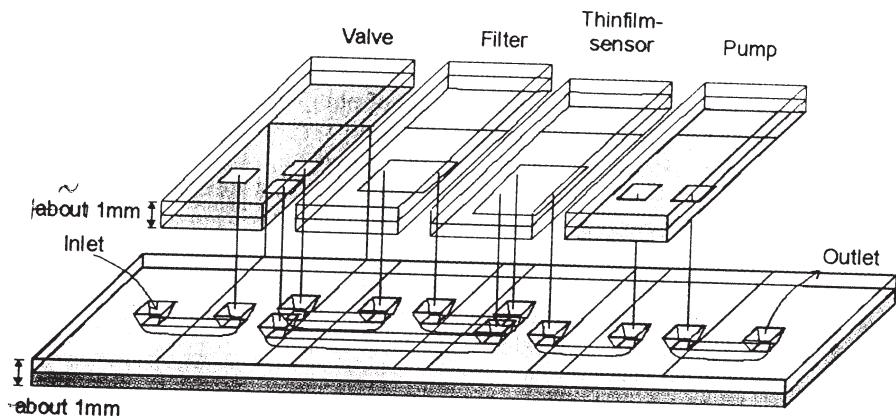 Valve
Filter
Thinfilm-
sensor
Pump
~
about 1mm
Inlet
Outlet
about 1mm